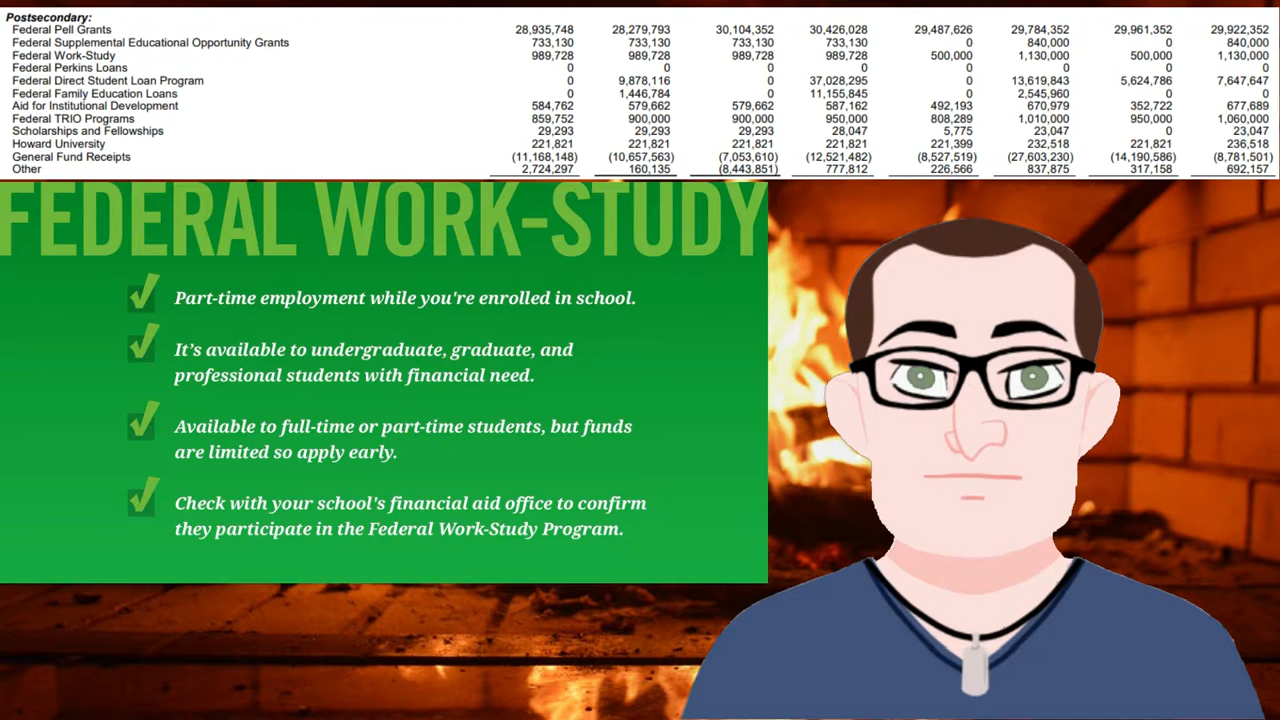 Postsecondary:
Federal Pell Grants 28,935,748 28,279,793 30,104,352 30,426,028 29,487,626 29,784,352 29,961,352 29,922,352
Federal Supplemental Educational Opportunity Grants 733,130 733,130 733,130 733,130 0 840,000 0 840,000
Federal Work-Study 989,728 989,728 989,728 989,728 500,000 1,130,000 500,000 1,130,000
Federal Perkins Loans 0 0 0 0 0 0 0 0
Federal Direct Student Loan Program 0 9,878,116 0 37,028,295 0 13,619,843 5,624,786 7,647,647
Federal Family Education Loans 0 1,446,784 0 11,155,845 0 2,545,960 0 0
Aid for Institutional Development 584,762 579,662 579,662 587,162 492,193 670,979 352,722 677,689
Federal TRIO Programs 859,752 900,000 900,000 950,000 808,289 1,010,000 950,000 1,060,000
Scholarships and Fellowships 29,293 29,293 29,293 28,047 5,775 23,047 0 23,047
Howard University 221,821 221,821 221,821 221,821 221,399 232,518 221,821 236,518
General Fund Receipts (11,168,148) (10,657,563) (7,053,610) (12,521,482) (8,527,519) (27,603,230) (14,190,586) (8,781,501)
Other 2,724,297 160,135 (8,443,851) 777,812 226,566 837,875 317,158 692,157
FEDERAL WORK-STUDY
Part-time employment while you're enrolled in school.
It's available to undergraduate, graduate, and
professional students with financial need.
Available to full-time or part-time students, but funds
are limited so apply early.
Check with your school's financial aid office to confirm
they participate in the Federal Work-Study Program.